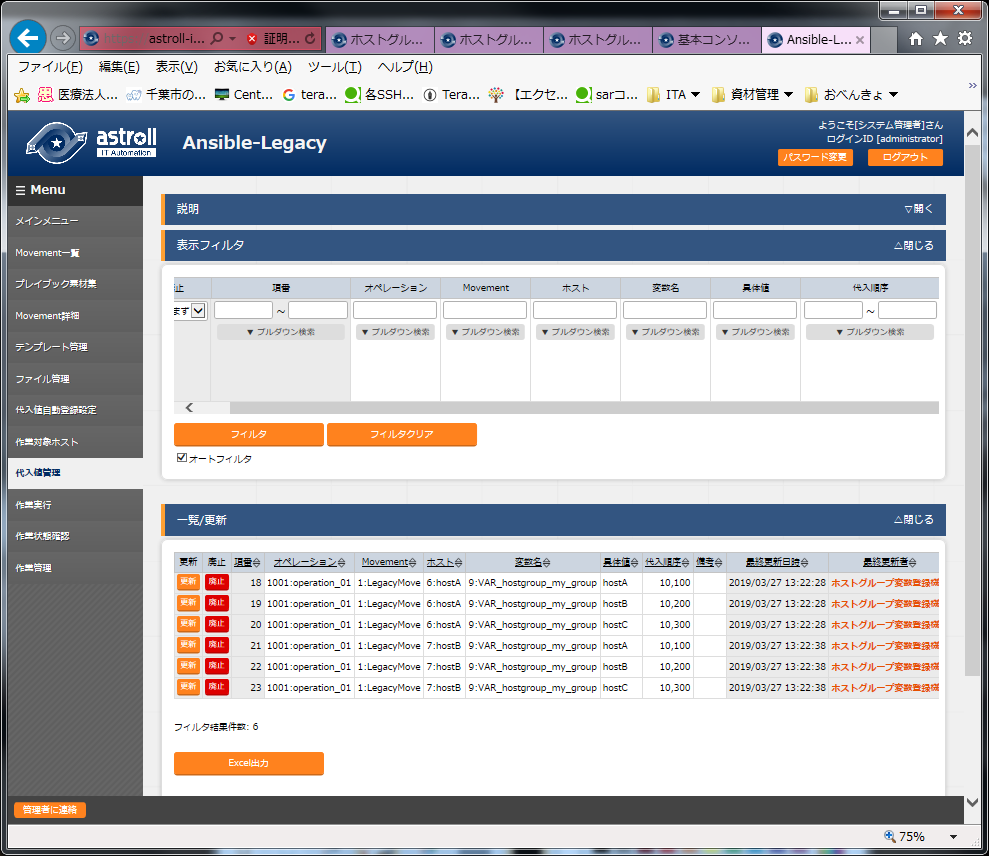 astroll-i...
証明...
ホストグル...
ホストグル...
ホストグル...
基本コンソ...
Ansible-L...
ファイル(F) 編集(E) 表示(V) お気に入り(A) ツール(T) ヘルプ(H)
医療法人... 千葉市の... Cent... tera... 各SSH... Tera... 【エクセ... sarコ... ITA 資材管理 おべんきょ
astroll
IT Automation
Ansible-Legacy
ようこそ[システム管理者]さん
ログインID [administrator]
パスワード変更 ログアウト
Menu
メインメニュー
Movement一覧
プレイブック素材集
Movement詳細
テンプレート管理
ファイル管理
代入値自動登録設定
作業対象ホスト
代入値管理
作業実行
作業状態確認
作業管理
説明 ▽開く
表示フィルタ △閉じる
止 項番 オペレーション Movement ホスト 変数名 具体値 代入順序
ます ～ ～
▼プルダウン検索 ▼プルダウン検索 ▼プルダウン検索 ▼プルダウン検索 ▼プルダウン検索 ▼プルダウン検索 ▼プルダウン検索
フィルタ フィルタクリア
オートフィルタ
一覧/更新 △閉じる
更新 廃止 項番 オペレーション Movement ホスト 変数名 具体値 代入順序 備考 最終更新日時 最終更新者
更新 廃止 18 1001:operation_01 1:LegacyMove 6:hostA 9:VAR_hostgroup_my_group hostA 10,100 2019/03/27 13:22:28 ホストグループ変数登録機
更新 廃止 19 1001:operation_01 1:LegacyMove 6:hostA 9:VAR_hostgroup_my_group hostB 10,200 2019/03/27 13:22:28 ホストグループ変数登録機
更新 廃止 20 1001:operation_01 1:LegacyMove 6:hostA 9:VAR_hostgroup_my_group hostC 10,300 2019/03/27 13:22:28 ホストグループ変数登録機
更新 廃止 21 1001:operation_01 1:LegacyMove 7:hostB 9:VAR_hostgroup_my_group hostA 10,100 2019/03/27 13:22:38 ホストグループ変数登録機
更新 廃止 22 1001:operation_01 1:LegacyMove 7:hostB 9:VAR_hostgroup_my_group hostB 10,200 2019/03/27 13:22:38 ホストグループ変数登録機
更新 廃止 23 1001:operation_01 1:LegacyMove 7:hostB 9:VAR_hostgroup_my_group hostC 10,300 2019/03/27 13:22:38 ホストグループ変数登録機
フィルタ結果件数: 6
Excel出力
管理者に連絡
75%